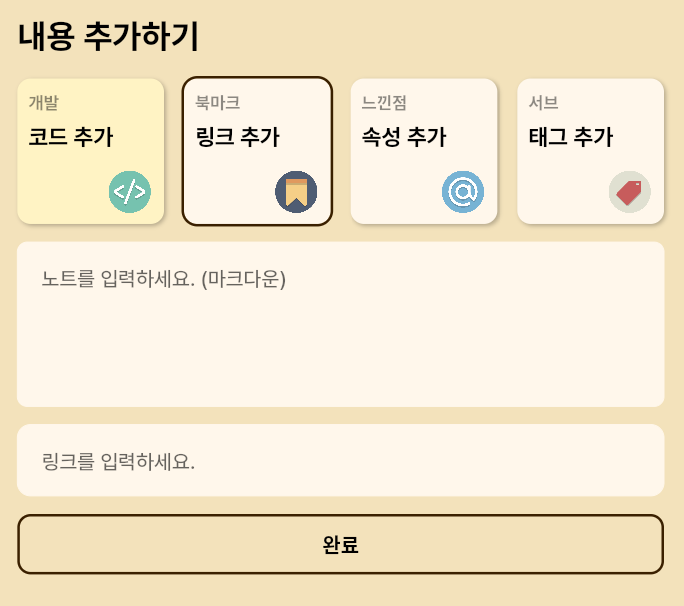 내용 추가하기
개발
코드 추가
</>
북마크
링크 추가
느낀점
속성 추가
@
서브
태그 추가
노트를 입력하세요. (마크다운)
링크를 입력하세요.
완료